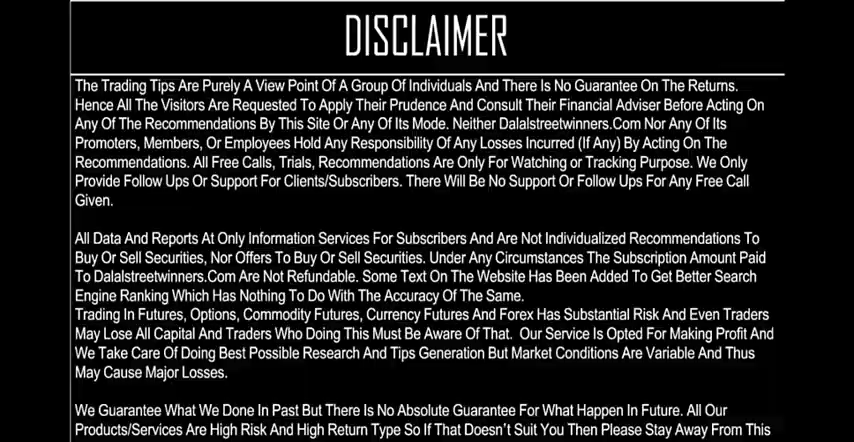 DISCLAIMER
The Trading Tips Are Purely A View Point Of A Group Of Individuals And There Is No Guarantee On The Returns.
Hence All The Visitors Are Requested To Apply Their Prudence And Consult Their Financial Adviser Before Acting On
Any Of The Recommendations By This Site Or Any Of Its Mode. Neither Dalalstreetwinners.Com Nor Any Of Its
Promoters, Members, Or Employees Hold Any Responsibility Of Any Losses Incurred (If Any) By Acting On The
Recommendations. All Free Calls, Trials, Recommendations Are Only For Watching or Tracking Purpose. We Only
Provide Follow Ups Or Support For Clients/Subscribers. There Will Be No Support Or Follow Ups For Any Free Call
Given.
All Data And Reports At Only Information Services For Subscribers And Are Not Individualized Recommendations To
Buy Or Sell Securities, Nor Offers To Buy Or Sell Securities. Under Any Circumstances The Subscription Amount Paid
To Dalalstreetwinners.Com Are Not Refundable. Some Text On The Website Has Been Added To Get Better Search
Engine Ranking Which Has Nothing To Do With The Accuracy Of The Same.
Trading In Futures, Options, Commodity Futures, Currency Futures And Forex Has Substantial Risk And Even Traders
May Lose All Capital And Traders Who Doing This Must Be Aware Of That. Our Service Is Opted For Making Profit And
We Take Care Of Doing Best Possible Research And Tips Generation But Market Conditions Are Variable And Thus
May Cause Major Losses.
We Guarantee What We Done In Past But There Is No Absolute Guarantee For What Happen In Future. All Our
Products/Services Are High Risk And High Return Type So If That Doesn't Suit You Then Please Stay Away From This